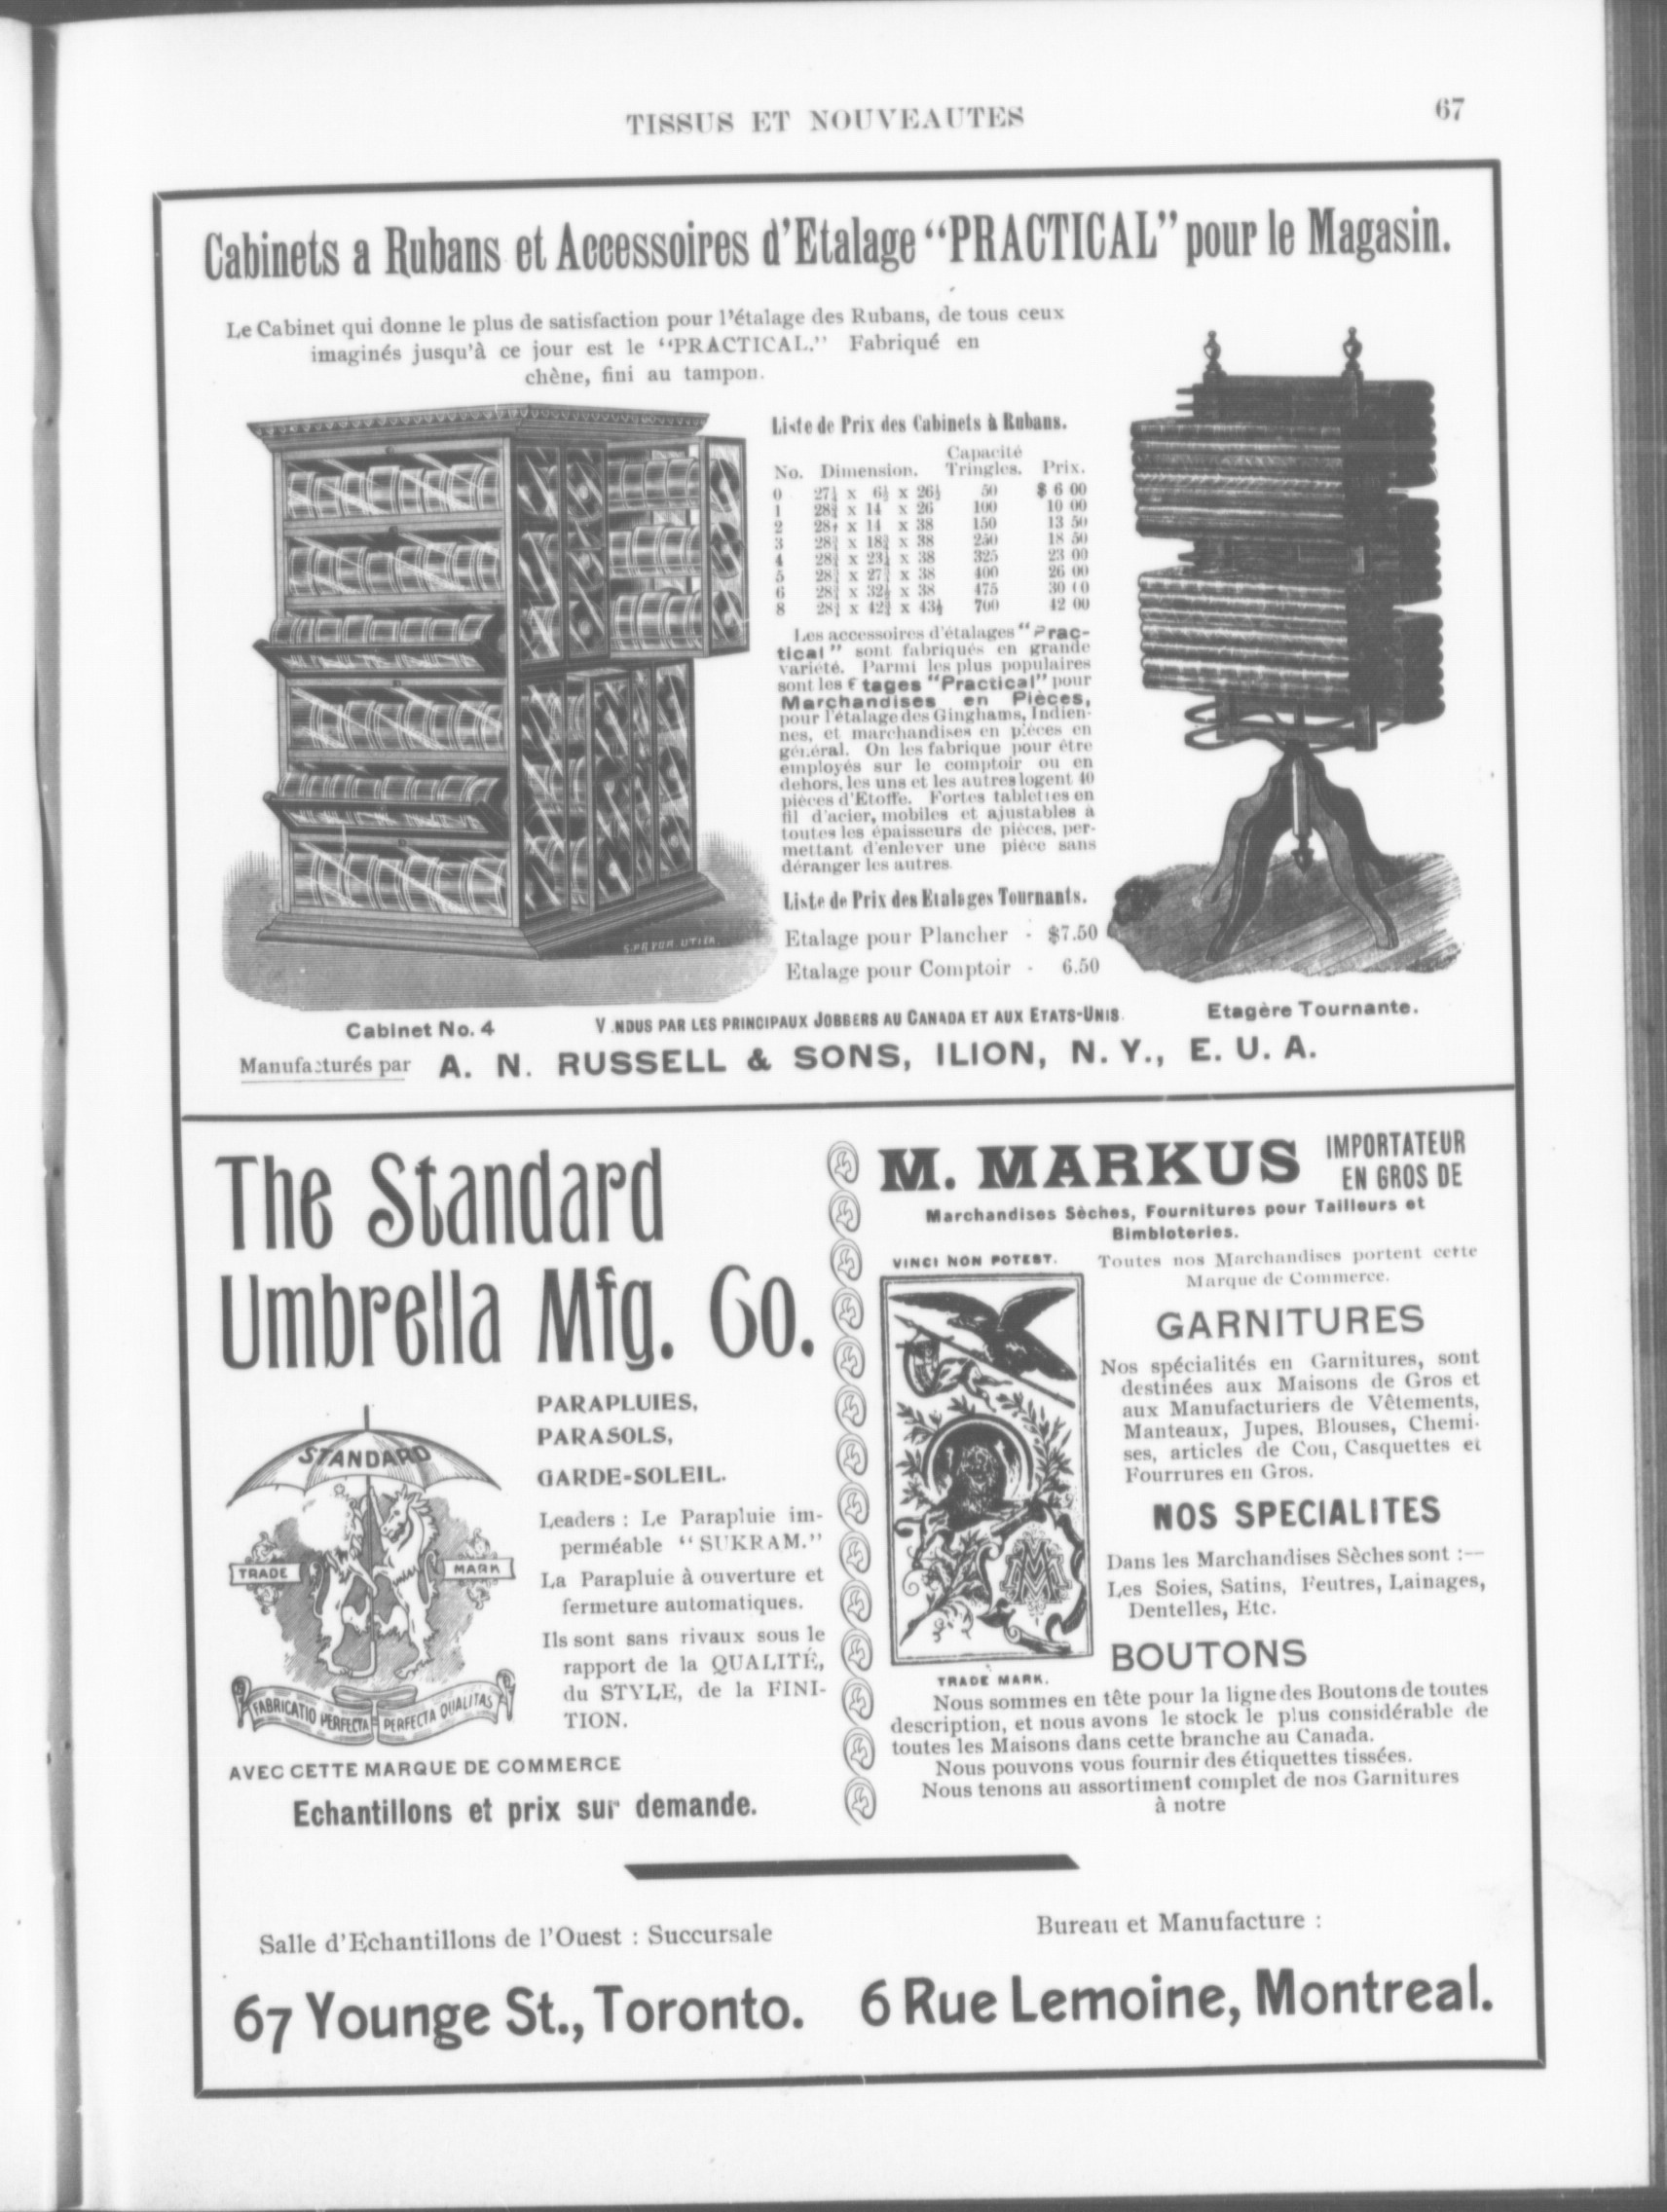 TISSUS ET NOUVEAUTES
67
Cabinets a Rubans et Accessoires d'Etalage "PRACTICAL" pour le Magasin.
Le Cabinet qui donne le plus de satisfaction pour l'étalage des Rubans, de tous ceux
imaginés jusqu'à ce jour est le "PRACTICAL." Fabriqué en
chène, fini au tampon.
Liste de Prix des Cabinets à Rubans.
Capacité
No. Dimension. Tringles. Prix.
0 27½ x 6½ x 26½ 50 $ 6 00
1 28¾ x 14 x 26 100 10 00
2 x 14 x 38 150 13 50
3 28¾ x 18¾ x 38 250 18 50
4 28¾ x 23½ x 38 325 23 00
5 28¾ x 27¾ x 38 400 26 00
6 28¾ x 32½ x 38 475
8 28¾ x 42¾ x 43½ 700 42 00
Les accessoires d'étalages "Prac-
tical" sont fabriqués en grande
variété. Parmi les plus populaires
sont les tages "Practical" pour
Marchandises en Pièces,
pour l'étalage des Ginghams, Indien-
nes, et marchandises en pièces en
général. On les fabrique pour être
employés sur le comptoir ou en
dehors, les uns et les autres logent 40
pièces d'Etoffe. Fortes tablettes en
fil d'acier, mobiles et ajustables à
toutes les épaisseurs de pièces, per-
mettant d'enlever une pièce sans
déranger les autres.
Liste de Prix des Etalages Tournants.
Etalage pour Plancher - $7.50
Etalage pour Comptoir - 6.50
Cabinet No. 4
V.NDUS PAR LES PRINCIPAUX JOBBERS AU CANADA ET AUX ETATS-UNIS.
Etagère Tournante.
Manufacturés par A. N. RUSSELL & SONS, ILION, N. Y., E. U. A.
The Standard
Umbrella Mfg. Co.
STANDARD
TRADE MARK
FABRICATIO PERFECTA PERFECTA QUALITAS
PARAPLUIES,
PARASOLS,
GARDE-SOLEIL.
Leaders : Le Parapluie im-
perméable "SUKRAM."
La Parapluie à ouverture et
fermeture automatiques.
Ils sont sans rivaux sous le
rapport de la QUALITÉ,
du STYLE, de la FINI-
TION.
AVEC CETTE MARQUE DE COMMERCE
Echantillons et prix sur demande.
M. MARKUS IMPORTATEUR
EN GROS DE
Marchandises Sèches, Fournitures pour Tailleurs et
Bimbloteries.
VINCI NON POTEST.
TRADE MARK.
Toutes nos Marchandises portent cette
Marque de Commerce.
GARNITURES
Nos spécialités en Garnitures, sont
destinées aux Maisons de Gros et
aux Manufacturiers de Vêtements,
Manteaux, Jupes, Blouses, Chemi-
ses, articles de Cou, Casquettes et
Fourrures en Gros.
NOS SPECIALITES
Dans les Marchandises Sèches sont :—
Les Soies, Satins, Feutres, Lainages,
Dentelles, Etc.
BOUTONS
Nous sommes en tête pour la ligne des Boutons de toutes
description, et nous avons le stock le plus considérable de
toutes les Maisons dans cette branche au Canada.
Nous pouvons vous fournir des étiquettes tissées.
Nous tenons au assortiment complet de nos Garnitures
à notre
Salle d'Echantillons de l'Ouest : Succursale
67 Younge St., Toronto.
Bureau et Manufacture :
6 Rue Lemoine, Montreal.